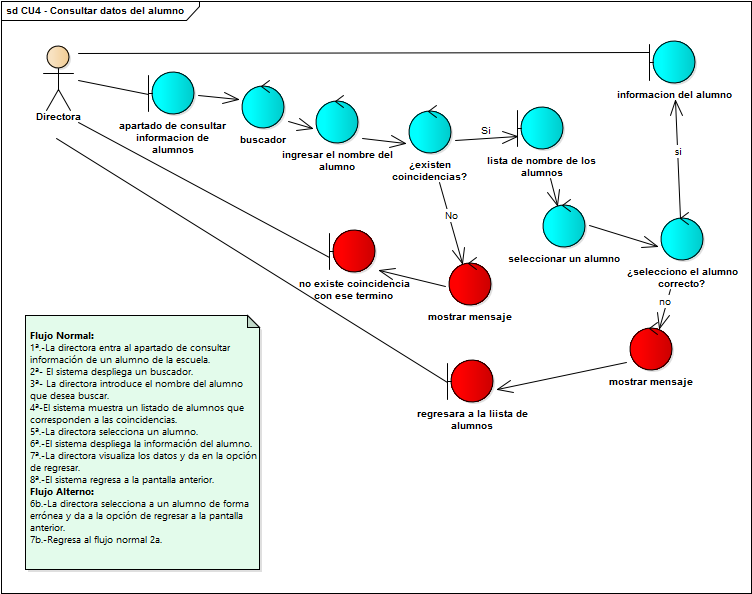 sd CU4 - Consultar datos del alumno
Directora
apartado de consultar
informacion de
alumnos
buscador
ingresar el nombre del
alumno
¿existen
coincidencias?
Si
lista de nombre de los
alumnos
informacion del alumno
si
No
seleccionar un alumno
¿selecciono el alumno
correcto?
no
no existe coincidencia
con ese termino
mostrar mensaje
mostrar mensaje
regresara a la liista de
alumnos
Flujo Normal:
1ª.-La directora entra al apartado de consultar
información de un alumno de la escuela.
2ª- El sistema despliega un buscador.
3ª- La directora introduce el nombre del alumno
que desea buscar.
4ª-El sistema muestra un listado de alumnos que
corresponden a las coincidencias.
5ª.-La directora selecciona un alumno.
6ª.-El sistema despliega la información del alumno.
7ª.-La directora visualiza los datos y da en la opción
de regresar.
8ª.-El sistema regresa a la pantalla anterior.
Flujo Alterno:
6b.-La directora selecciona a un alumno de forma
errónea y da a la opción de regresar a la pantalla
anterior.
7b.-Regresa al flujo normal 2a.